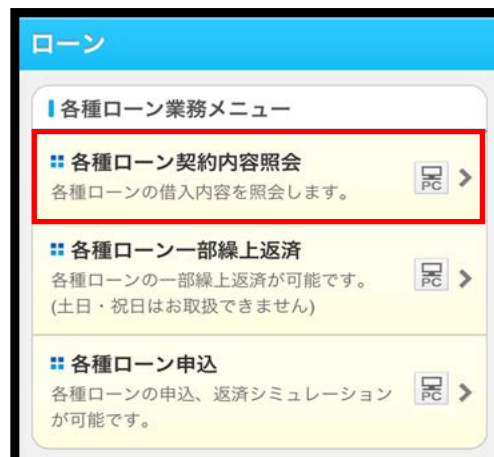 ローン
各種ローン業務メニュー
各種ローン契約内容照会
各種ローンの借入内容を照会します。
PC
各種ローン一部繰上返済
各種ローンの一部繰上返済が可能です。
(土日・祝日はお取扱できません)
PC
各種ローン申込
各種ローンの申込、返済シミュレーション
が可能です。
PC